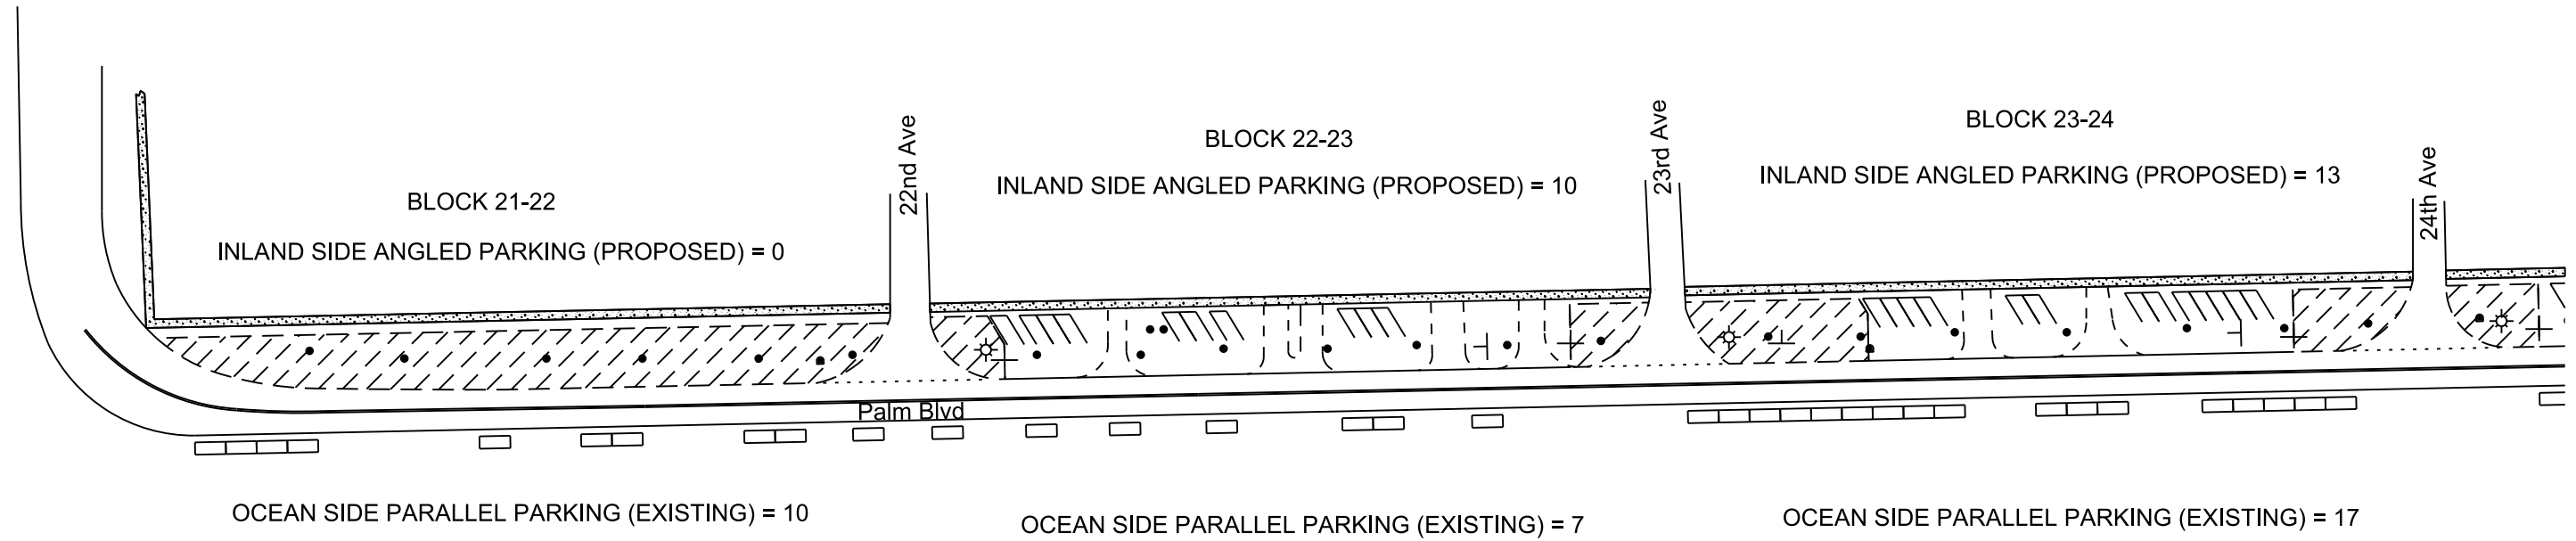 BLOCK 21-22
INLAND SIDE ANGLED PARKING (PROPOSED) = 0
22nd Ave
BLOCK 22-23
INLAND SIDE ANGLED PARKING (PROPOSED) = 10
23rd Ave
BLOCK 23-24
INLAND SIDE ANGLED PARKING (PROPOSED) = 13
24th Ave
Palm Blvd
OCEAN SIDE PARALLEL PARKING (EXISTING) = 10
OCEAN SIDE PARALLEL PARKING (EXISTING) = 7
OCEAN SIDE PARALLEL PARKING (EXISTING) = 17